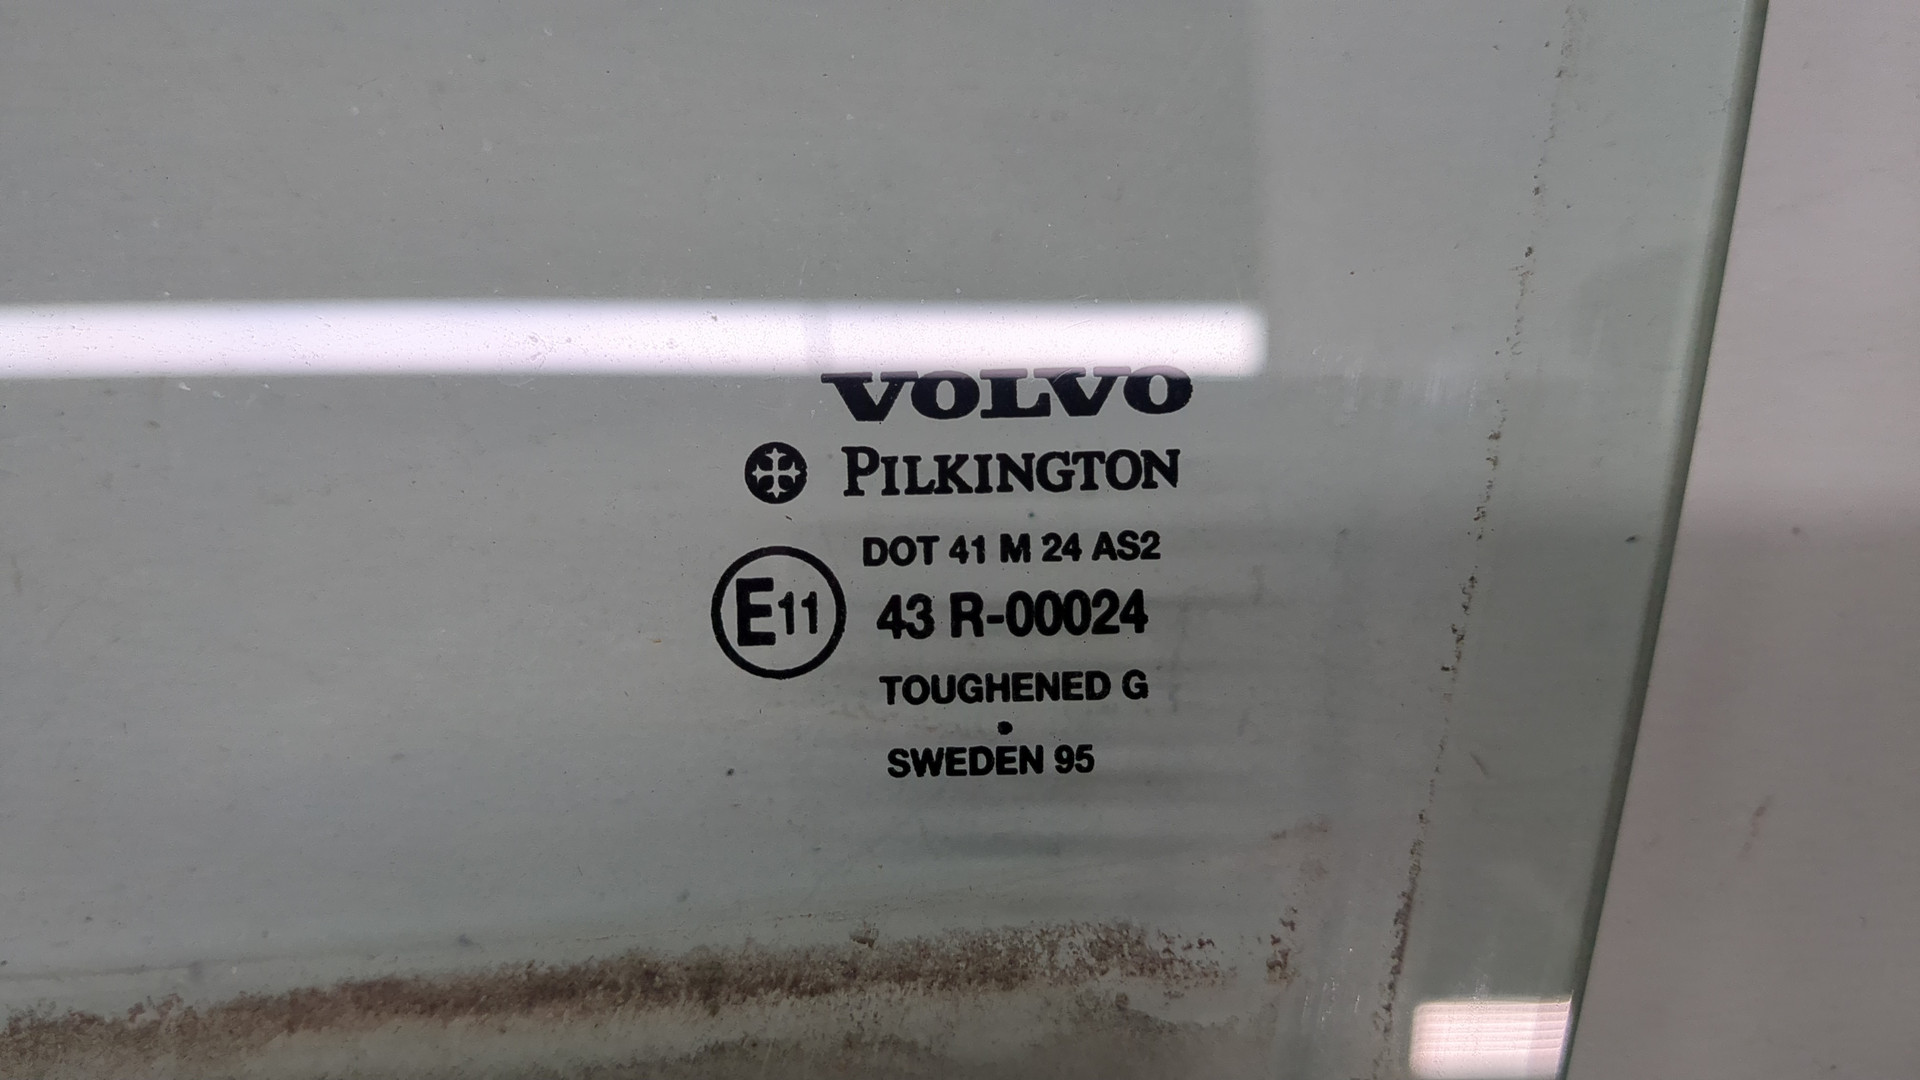 VOLVO
PILKINGTON
DOT 41 M 24 AS2
E11 43 R-00024
TOUGHENED G
•
SWEDEN 95